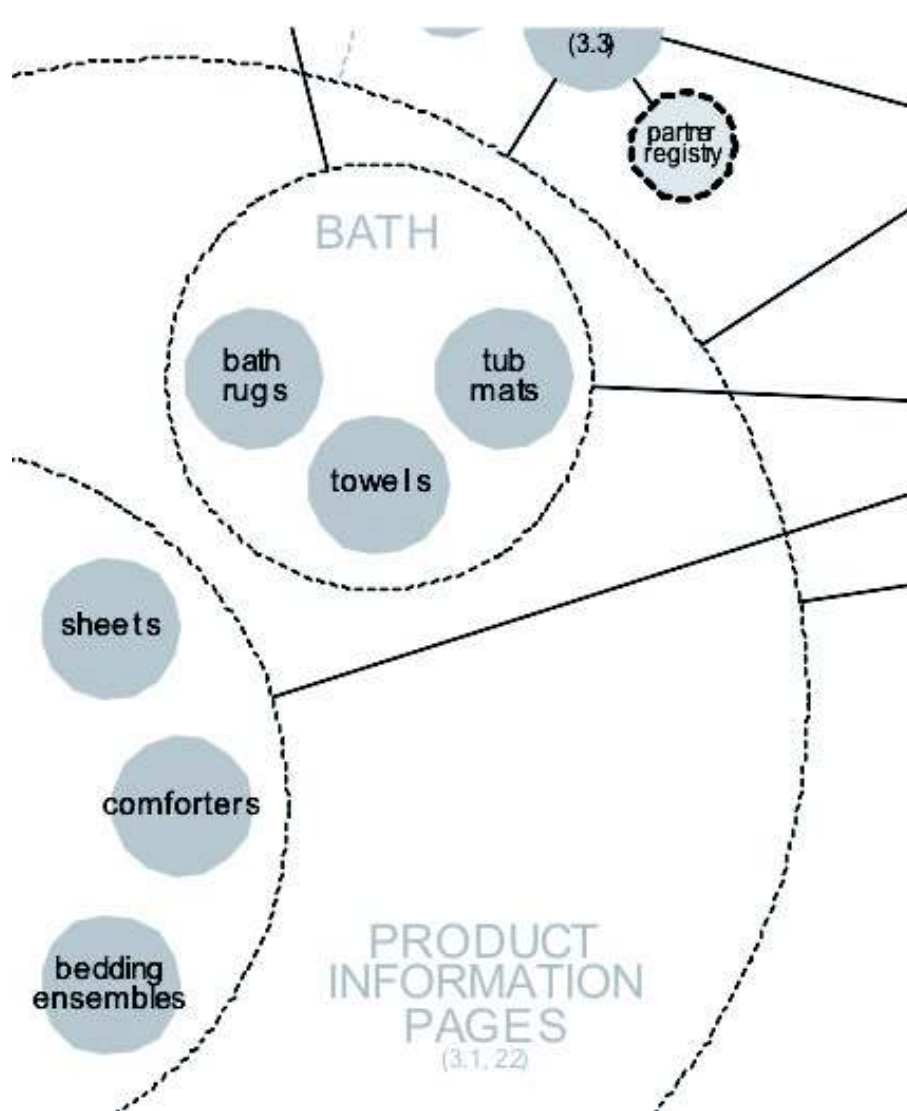 (3.3)
partner
registry
BATH
bath
rugs
tub
mats
towels
sheets
comforters
bedding
ensembles
PRODUCT
INFORMATION
PAGES
(3.1, 22)